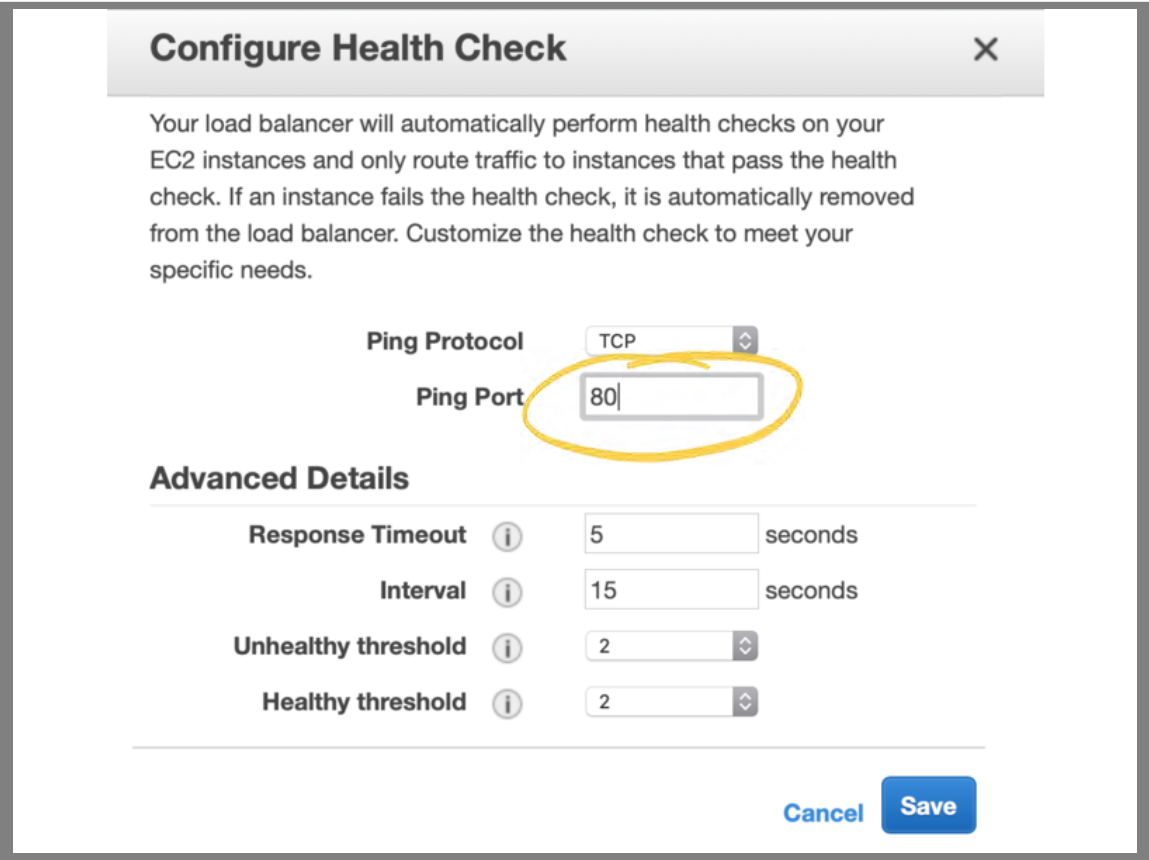 Configure Health Check
Your load balancer will automatically perform health checks on your
EC2 instances and only route traffic to instances that pass the health
check. If an instance fails the health check, it is automatically removed
from the load balancer. Customize the health check to meet your
specific needs.
Ping Protocol TCP
Ping Port 80
Advanced Details
Response Timeout i 5 seconds
Interval i 15 seconds
Unhealthy threshold i 2
Healthy threshold i 2
Cancel Save